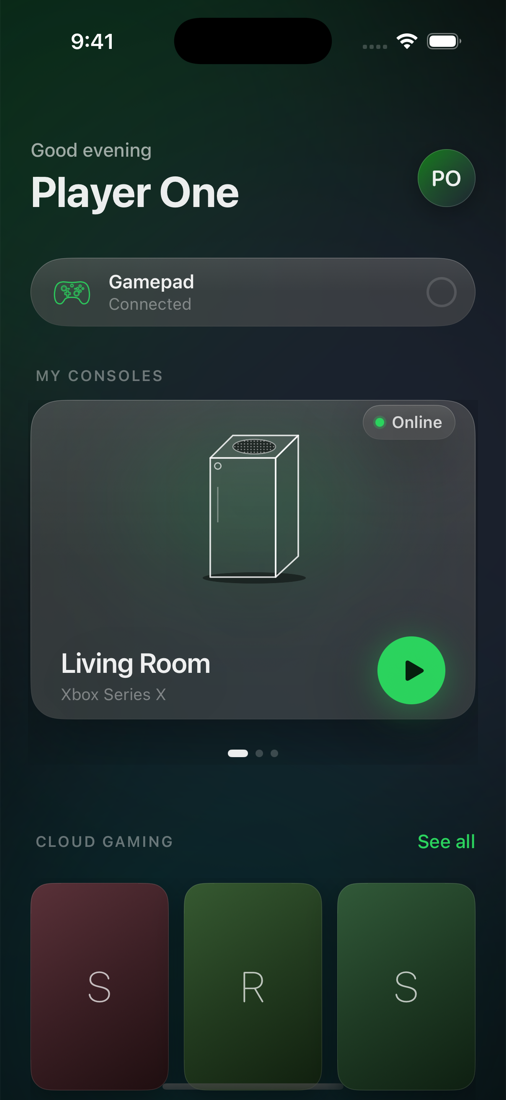 9:41
Good evening
Player One
PO
Gamepad
Connected
MY CONSOLES
Online
Living Room
Xbox Series X
CLOUD GAMING
See all
S
R
S